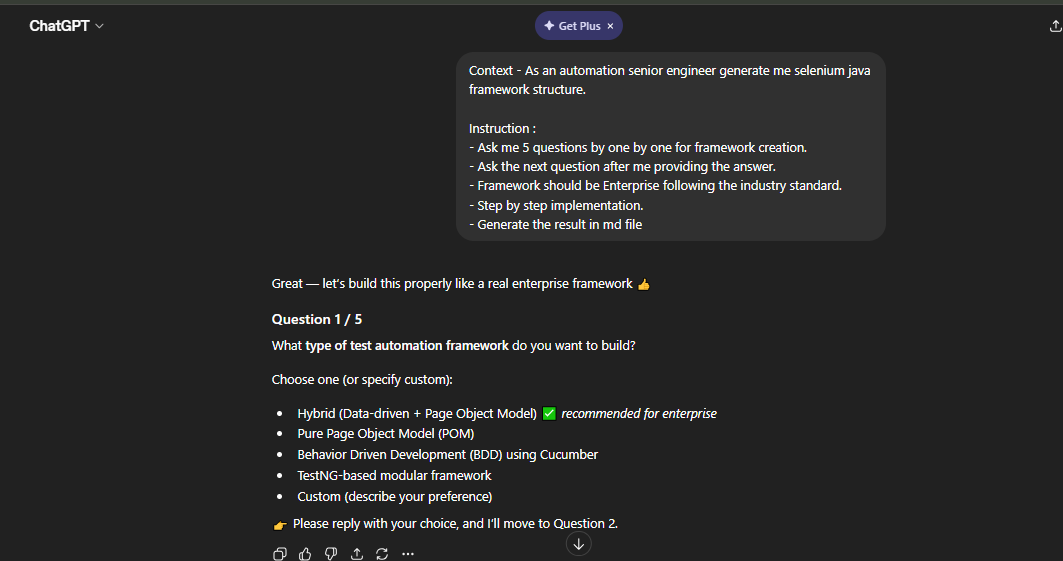 ChatGPT
Get Plus ×
Context - As an automation senior engineer generate me selenium java
framework structure.
Instruction :
- Ask me 5 questions by one by one for framework creation.
- Ask the next question after me providing the answer.
- Framework should be Enterprise following the industry standard.
- Step by step implementation.
- Generate the result in md file
Great — let's build this properly like a real enterprise framework 👍
Question 1 / 5
What type of test automation framework do you want to build?
Choose one (or specify custom):
• Hybrid (Data-driven + Page Object Model) ✅ recommended for enterprise
• Pure Page Object Model (POM)
• Behavior Driven Development (BDD) using Cucumber
• TestNG-based modular framework
• Custom (describe your preference)
👉 Please reply with your choice, and I'll move to Question 2.